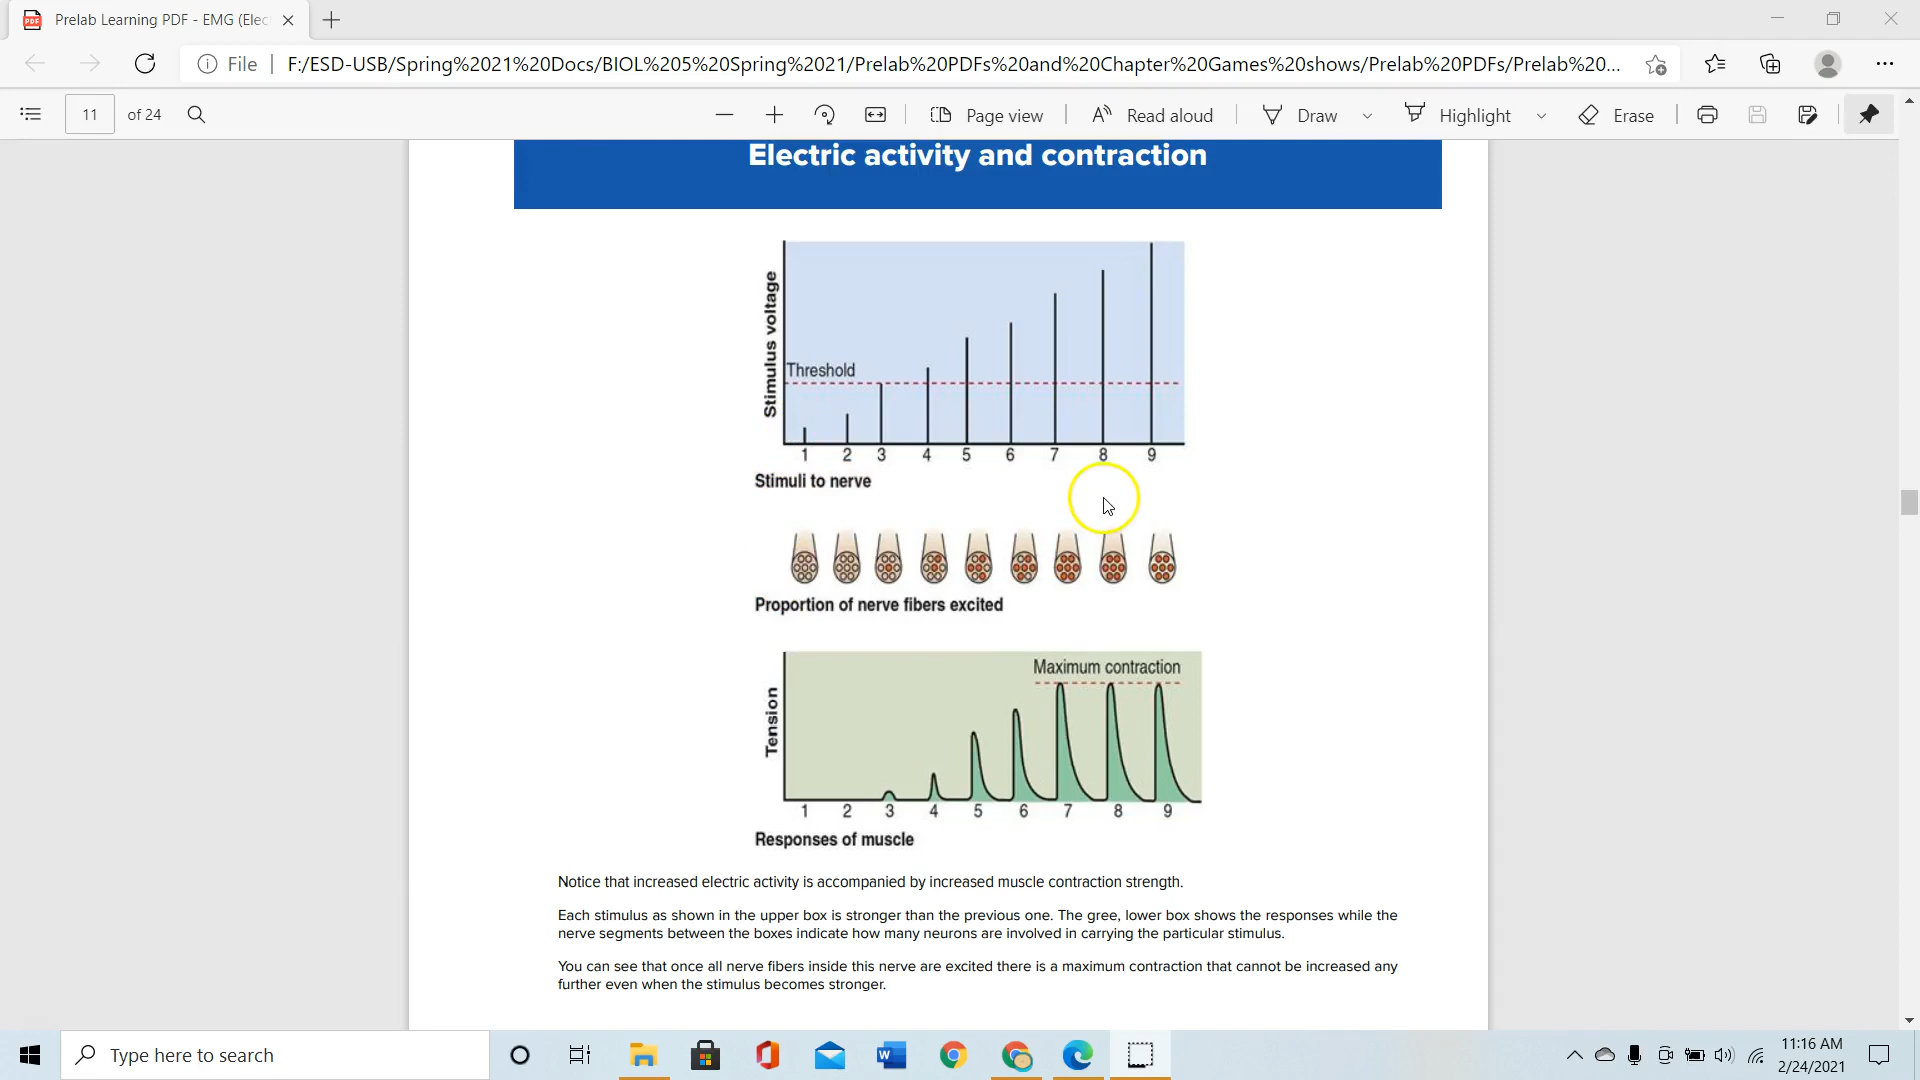 Prelab Learning PDF - EMG (Elec
File
F:/ESD-USB/Spring%2021%20Docs/BIOL%205%20Spring%2021/Prelab%20PDFs%20and%20Chapter%20Games%20shows/Prelab%20PDFs/Prelab%20...
11 of 24
Page view
Read aloud
Draw
Highlight
Erase
Electric activity and contraction
Stimulus voltage
Threshold
1 2 3 4 5 6 7 8 9
Stimuli to nerve
Proportion of nerve fibers excited
Tension
Maximum contraction
1 2 3 4 5 6 7 8 9
Responses of muscle
Notice that increased electric activity is accompanied by increased muscle contraction strength.
Each stimulus as shown in the upper box is stronger than the previous one. The gree, lower box shows the responses while the
nerve segments between the boxes indicate how many neurons are involved in carrying the particular stimulus.
You can see that once all nerve fibers inside this nerve are excited there is a maximum contraction that cannot be increased any
further even when the stimulus becomes stronger.
Type here to search
11:16 AM
2/24/2021